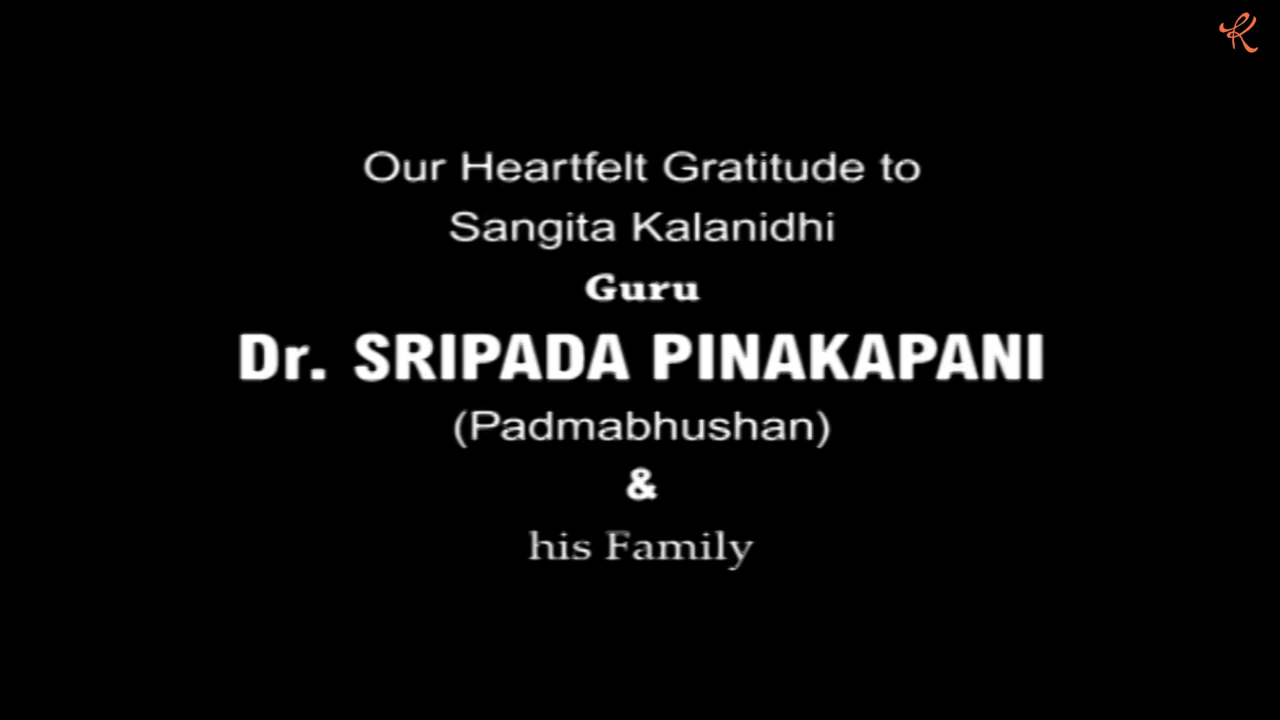 Our Heartfelt Gratitude to
Sangita Kalanidhi
Guru
Dr. SRIPADA PINAKAPANI
(Padmabhushan)
&
his Family